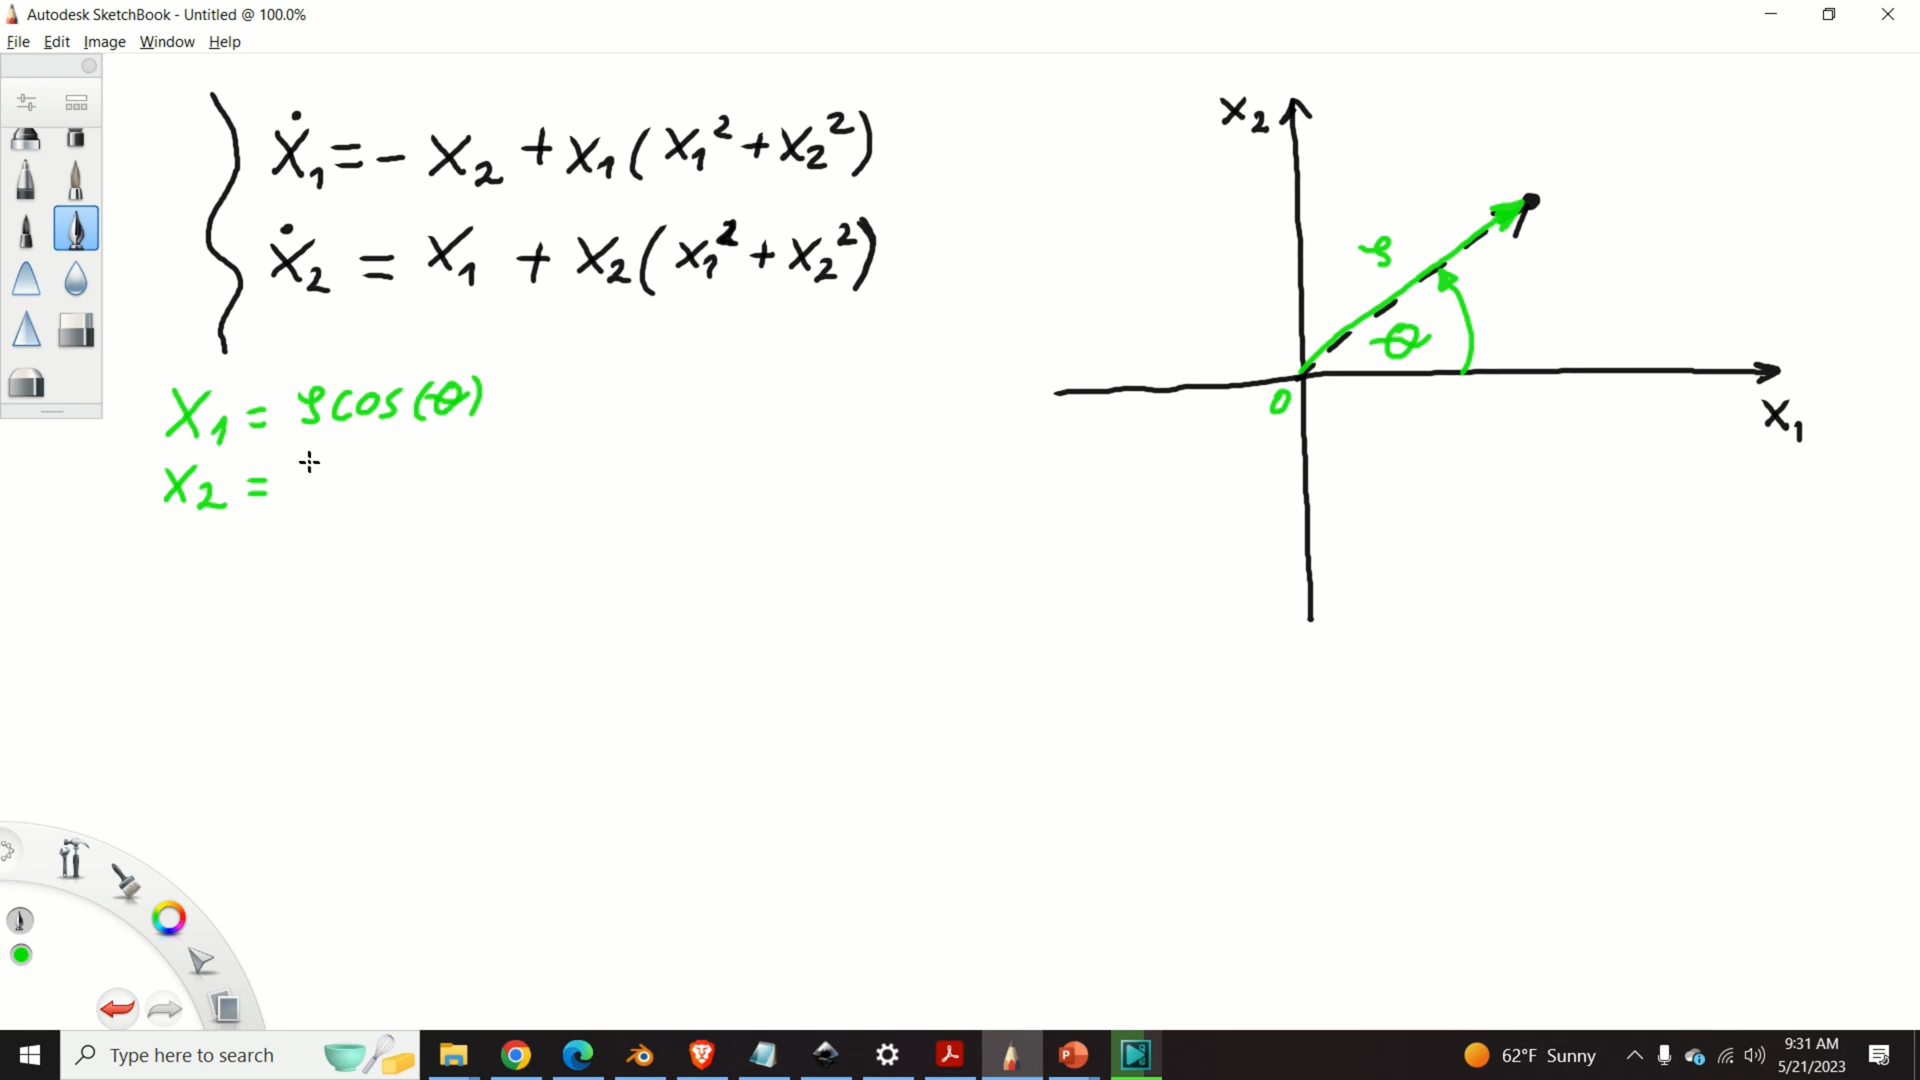 Autodesk SketchBook - Untitled @ 100.0%
File Edit Image Window Help
ẋ₁ = - x₂ + x₁(x₁² + x₂²)
ẋ₂ = x₁ + x₂(x₁² + x₂²)
x₁ = ρcos(θ)
x₂ =
x₂
ρ
θ
0
x₁
Type here to search
62°F Sunny
9:31 AM
5/21/2023